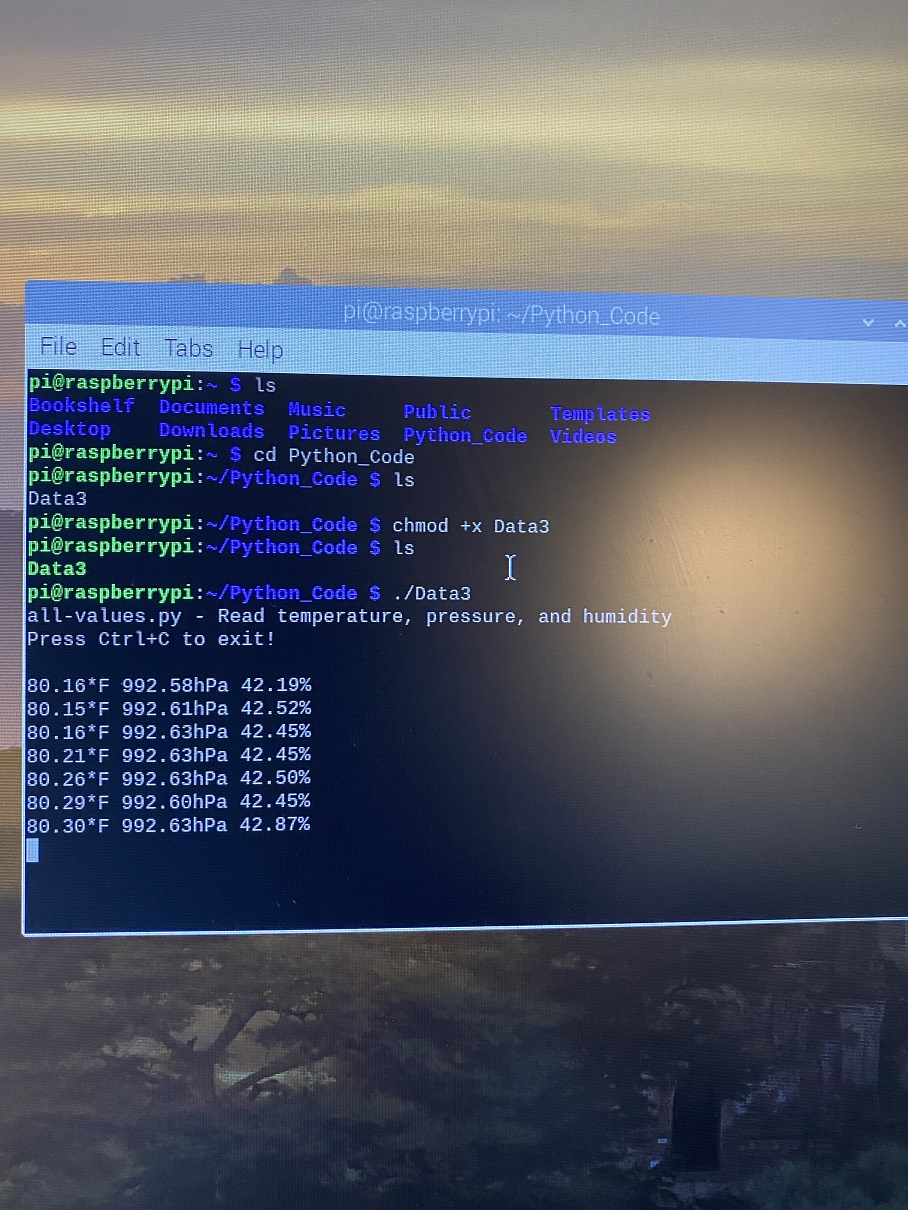 pi@raspberrypi: ~/Python_Code
File Edit Tabs Help
pi@raspberrypi:~ $ ls
Bookshelf Documents Music Public Templates
Desktop Downloads Pictures Python_Code Videos
pi@raspberrypi:~ $ cd Python_Code
pi@raspberrypi:~/Python_Code $ ls
Data3
pi@raspberrypi:~/Python_Code $ chmod +x Data3
pi@raspberrypi:~/Python_Code $ ls
Data3
pi@raspberrypi:~/Python_Code $ ./Data3
all-values.py - Read temperature, pressure, and humidity
Press Ctrl+C to exit!
80.16*F 992.58hPa 42.19%
80.15*F 992.61hPa 42.52%
80.16*F 992.63hPa 42.45%
80.21*F 992.63hPa 42.45%
80.26*F 992.63hPa 42.50%
80.29*F 992.60hPa 42.45%
80.30*F 992.63hPa 42.87%